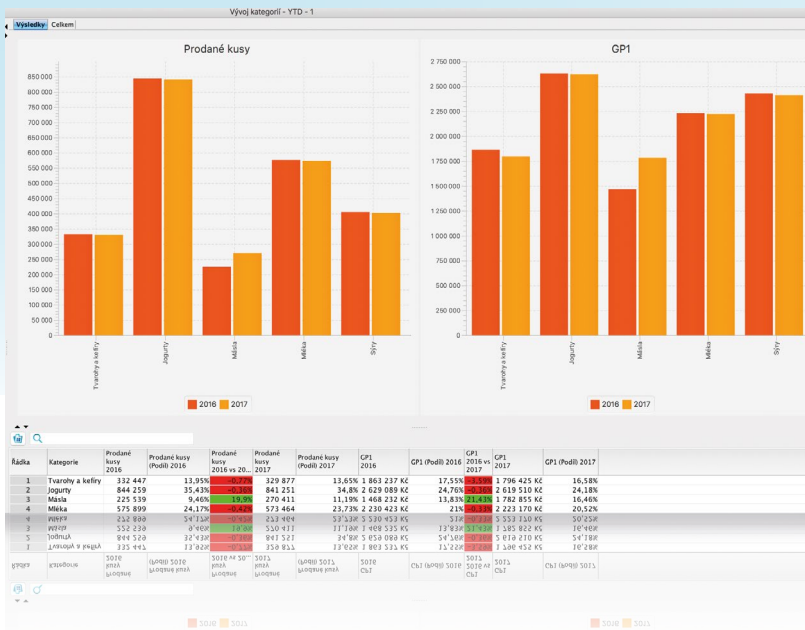 Vývoj kategorií - YTD - 1
Výsledky Celkem
Prodané kusy
850 000
800 000
750 000
700 000
650 000
600 000
550 000
500 000
450 000
400 000
350 000
300 000
250 000
200 000
150 000
100 000
50 000
0
Tvarohy a kefíry
Jogurty
Másla
Mléka
Sýry
2016 2017
GP1
2 750 000
2 500 000
2 250 000
2 000 000
1 750 000
1 500 000
1 250 000
1 000 000
750 000
500 000
250 000
0
Tvarohy a kefíry
Jogurty
Másla
Mléka
Sýry
2016 2017
Řádka Kategorie Prodané kusy 2016 Prodané kusy (Podíl) 2016 Prodané kusy 2016 vs 20... Prodané kusy 2017 Prodané kusy (Podíl) 2017 GP1 2016 GP1 (Podíl) 2016 GP1 2016 vs 2017 GP1 2017 GP1 (Podíl) 2017
1 Tvarohy a kefíry 332 447 13,95% -0,77% 329 877 13,65% 1 863 237 Kč 17,55% -3,59% 1 796 425 Kč 16,58%
2 Jogurty 844 259 35,43% -0,36% 841 251 34,8% 2 629 089 Kč 24,76% -0,36% 2 619 510 Kč 24,18%
3 Másla 225 539 9,46% 19,9% 270 411 11,19% 1 468 232 Kč 13,83% 21,43% 1 782 855 Kč 16,46%
4 Mléka 575 899 24,17% -0,42% 573 464 23,73% 2 230 423 Kč 21% -0,33% 2 223 170 Kč 20,52%